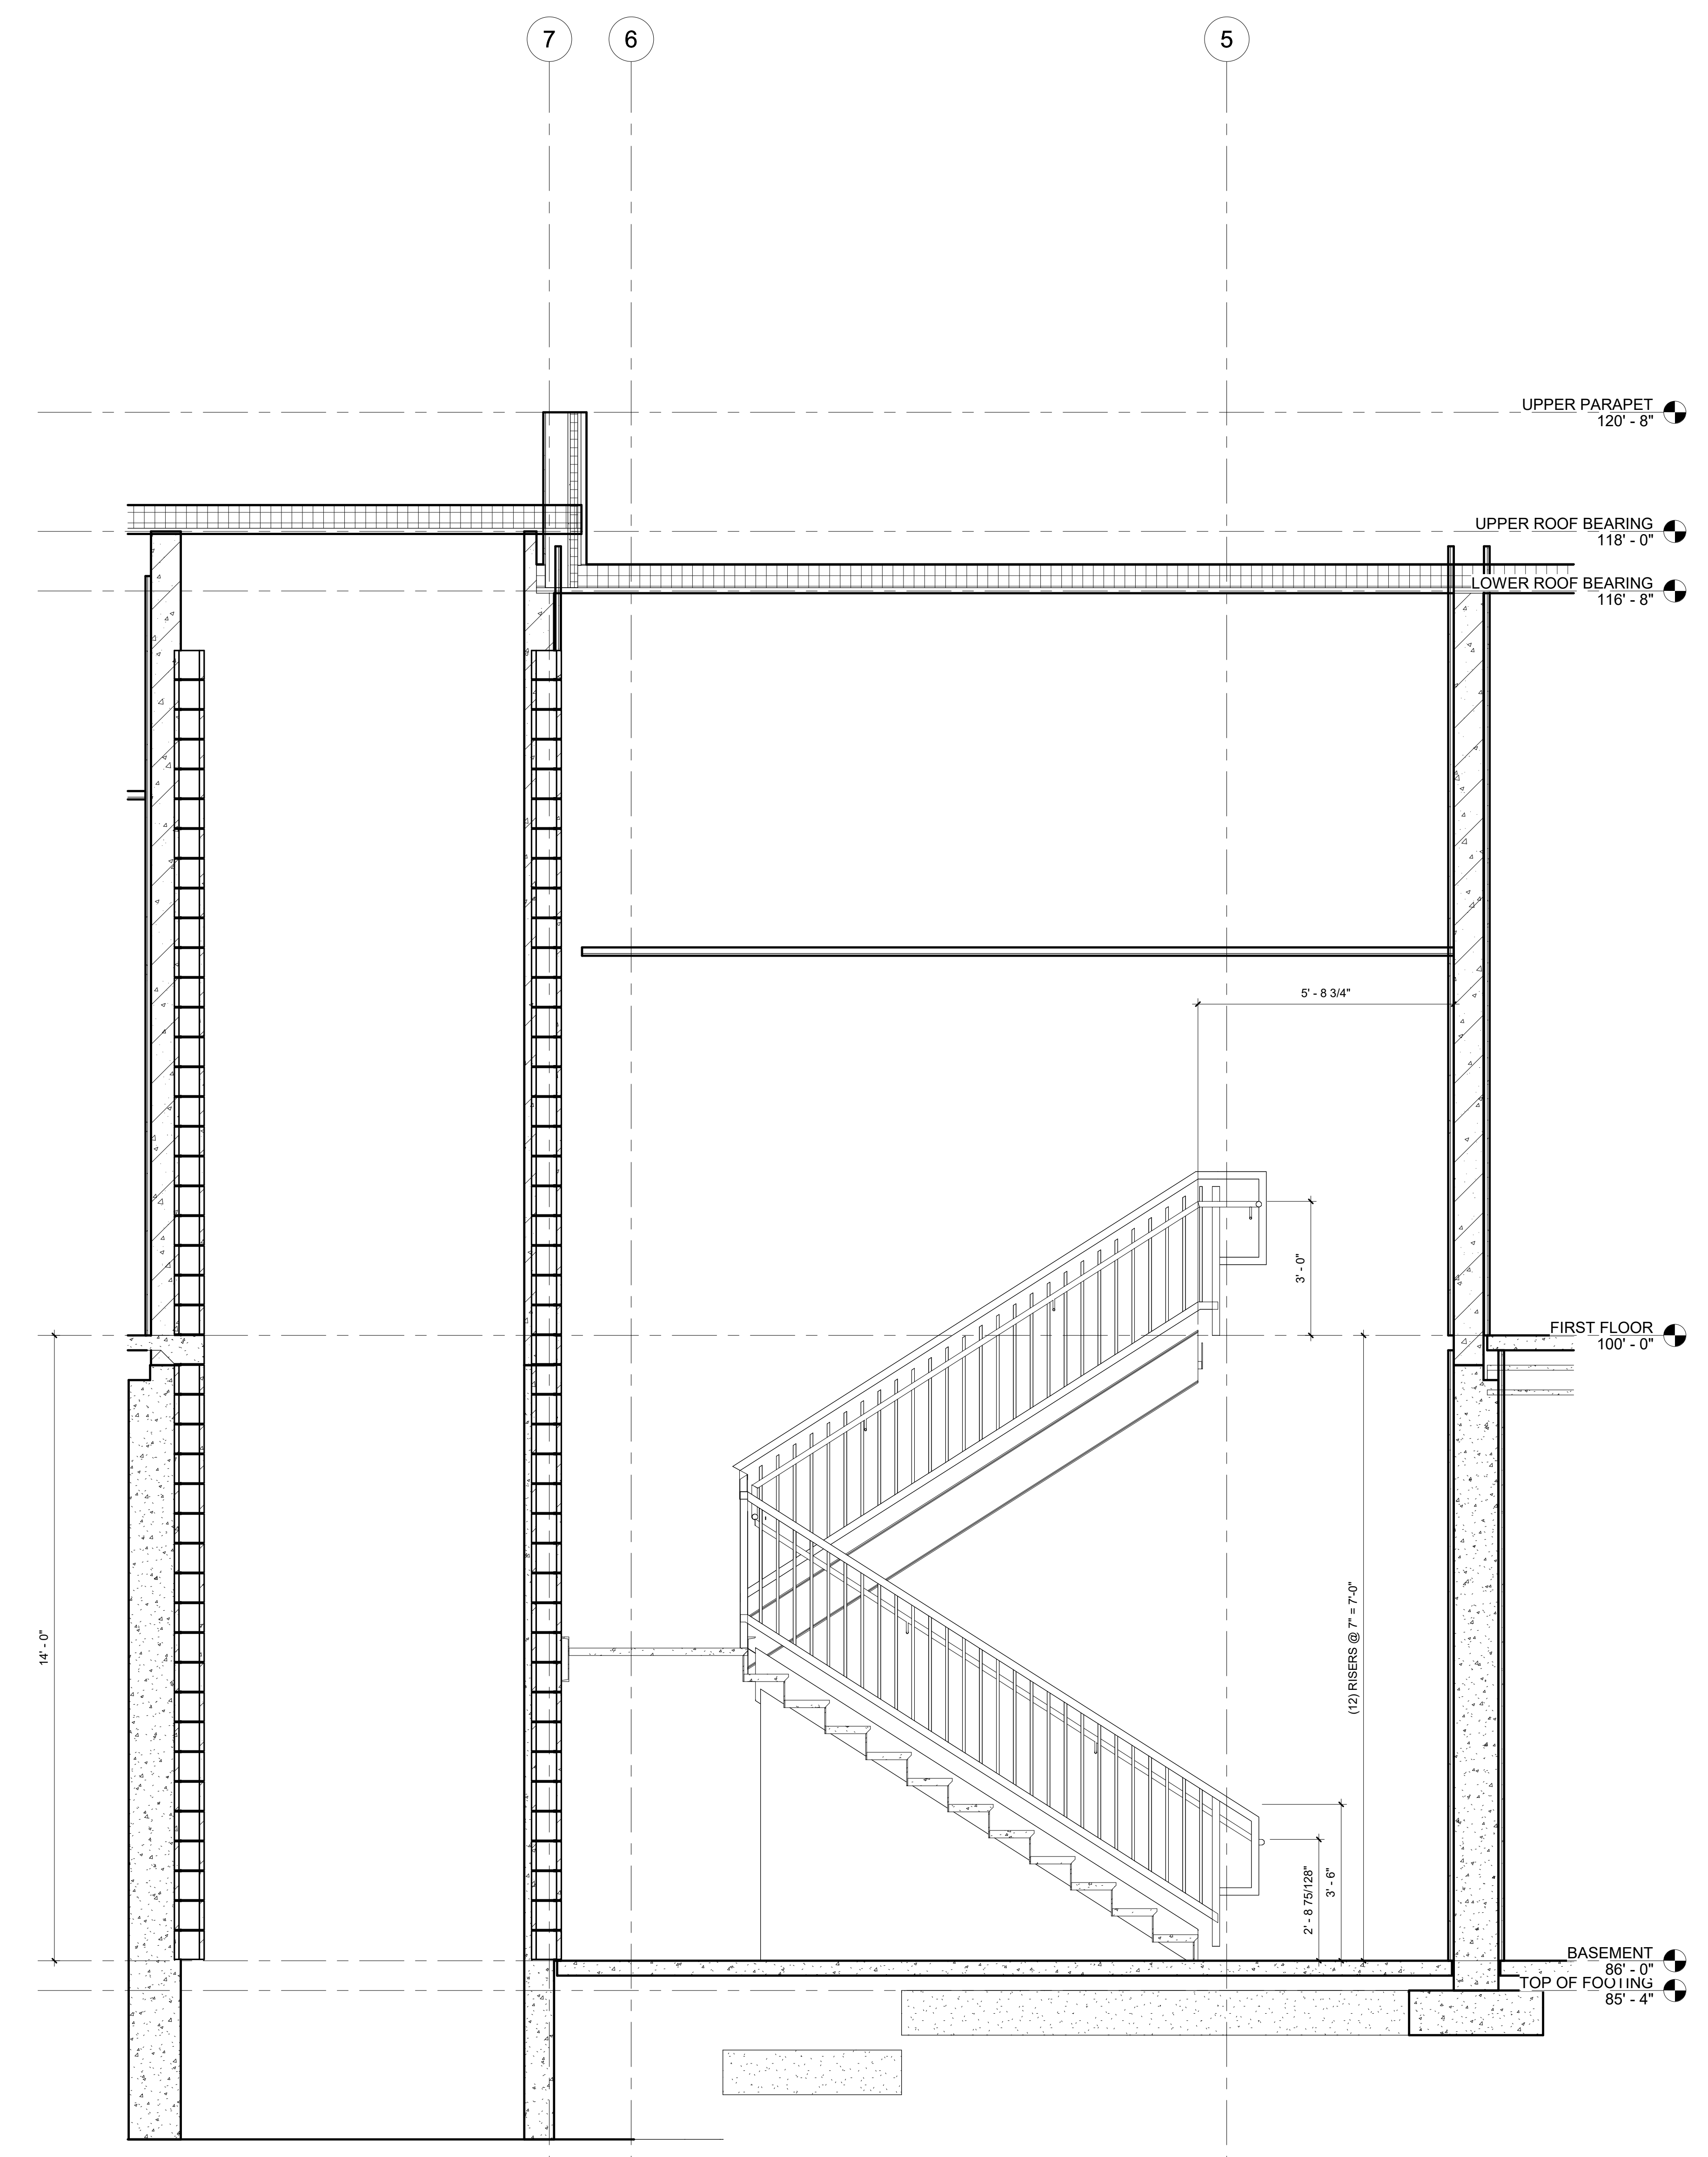 7
6
5
UPPER PARAPET
120' - 8"
UPPER ROOF BEARING
118' - 0"
LOWER ROOF BEARING
116' - 8"
5' - 8 3/4"
3' - 0"
FIRST FLOOR
100' - 0"
14' - 0"
(12) RISERS @ 7" = 7'-0"
2' - 8 75/128"
3' - 6"
BASEMENT
86' - 0"
TOP OF FOOTING
85' - 4"